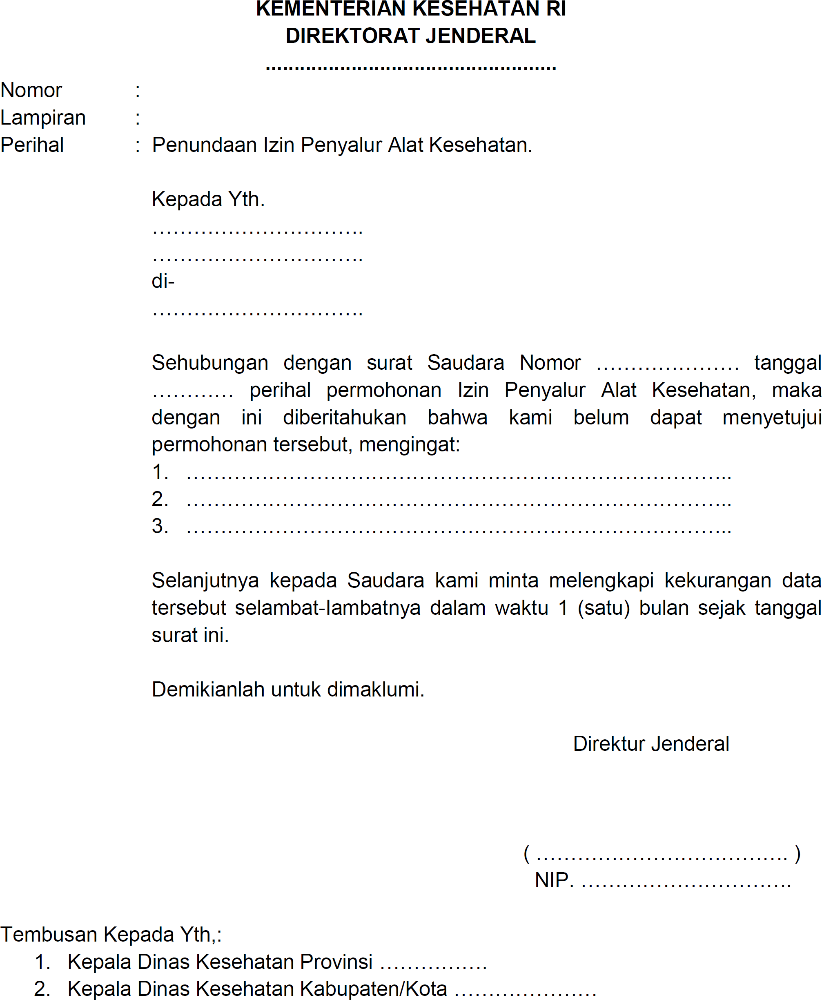 KEMENTERIAN KESEHATAN RI
DIREKTORAT JENDERAL
...................................................
Nomor :
Lampiran :
Perihal : Penundaan Izin Penyalur Alat Kesehatan.
Kepada Yth.
…………………………….
…………………………….
di-
…………………………….
Sehubungan dengan surat Saudara Nomor ………………… tanggal
………… perihal permohonan Izin Penyalur Alat Kesehatan, maka
dengan ini diberitahukan bahwa kami belum dapat menyetujui
permohonan tersebut, mengingat:
1. ……………………………………………………………………………..
2. ……………………………………………………………………………..
3. ……………………………………………………………………………..
Selanjutnya kepada Saudara kami minta melengkapi kekurangan data
tersebut selambat-lambatnya dalam waktu 1 (satu) bulan sejak tanggal
surat ini.
Demikianlah untuk dimaklumi.
Direktur Jenderal
( ………………………………….. )
NIP. …………………………….
Tembusan Kepada Yth,:
1. Kepala Dinas Kesehatan Provinsi …………….
2. Kepala Dinas Kesehatan Kabupaten/Kota …………………